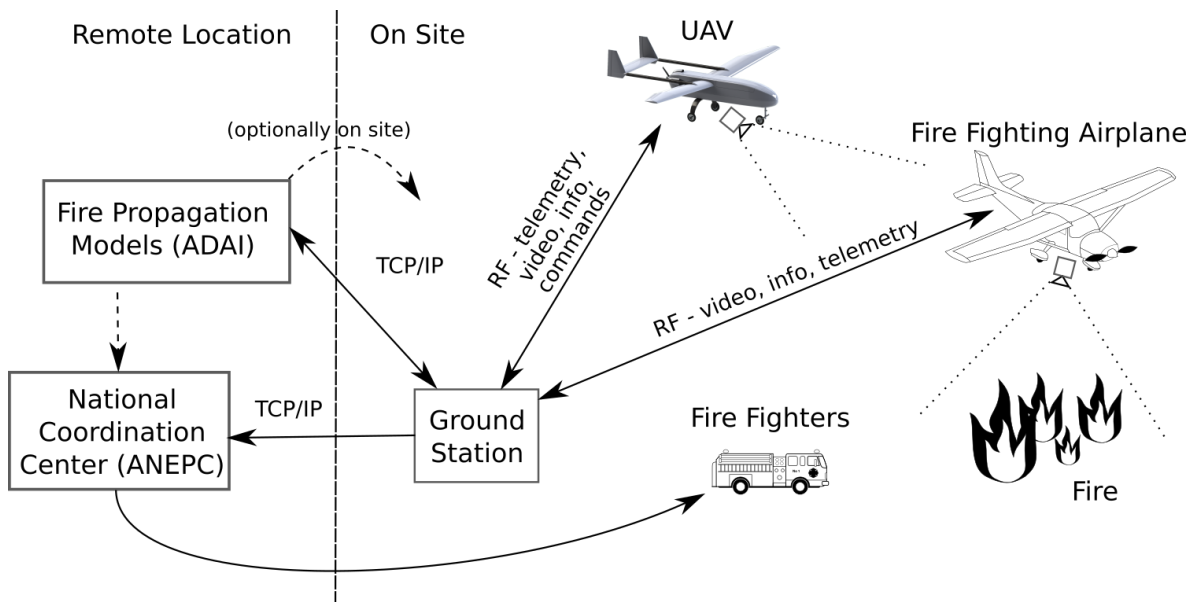 Remote Location
On Site
UAV
(optionally on site)
Fire Fighting Airplane
Fire Propagation
Models (ADAI)
TCP/IP
RF - telemetry,
video, info,
commands
RF - video, info, telemetry
National
Coordination
Center (ANEPC)
TCP/IP
Ground
Station
Fire Fighters
Fire